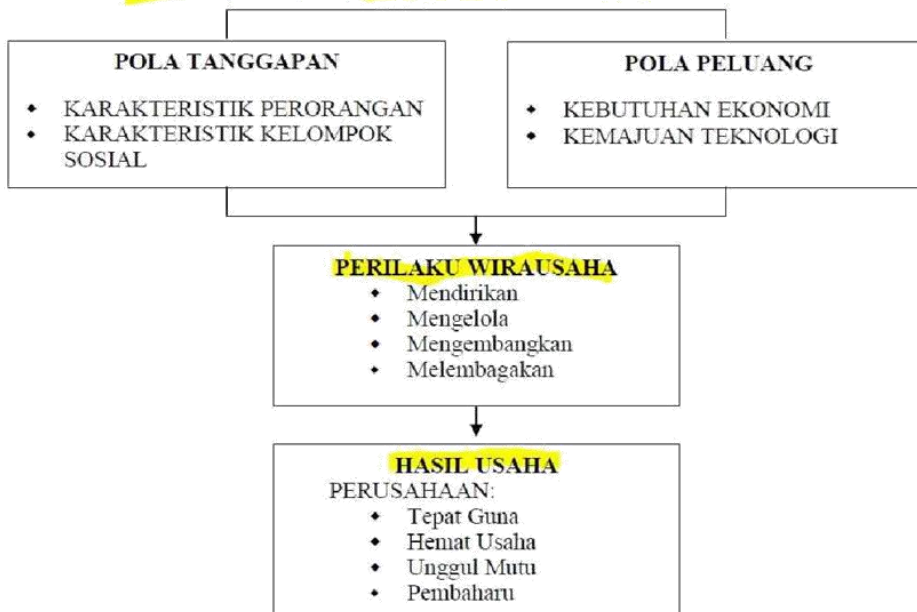 POLA TANGGAPAN
• KARAKTERISTIK PERORANGAN
• KARAKTERISTIK KELOMPOK
SOSIAL
POLA PELUANG
• KEBUTUHAN EKONOMI
• KEMAJUAN TEKNOLOGI
PERILAKU WIRAUSAHA
• Mendirikan
• Mengelola
• Mengembangkan
• Melembagakan
HASIL USAHA
PERUSAHAAN:
• Tepat Guna
• Hemat Usaha
• Unggul Mutu
• Pembaharu